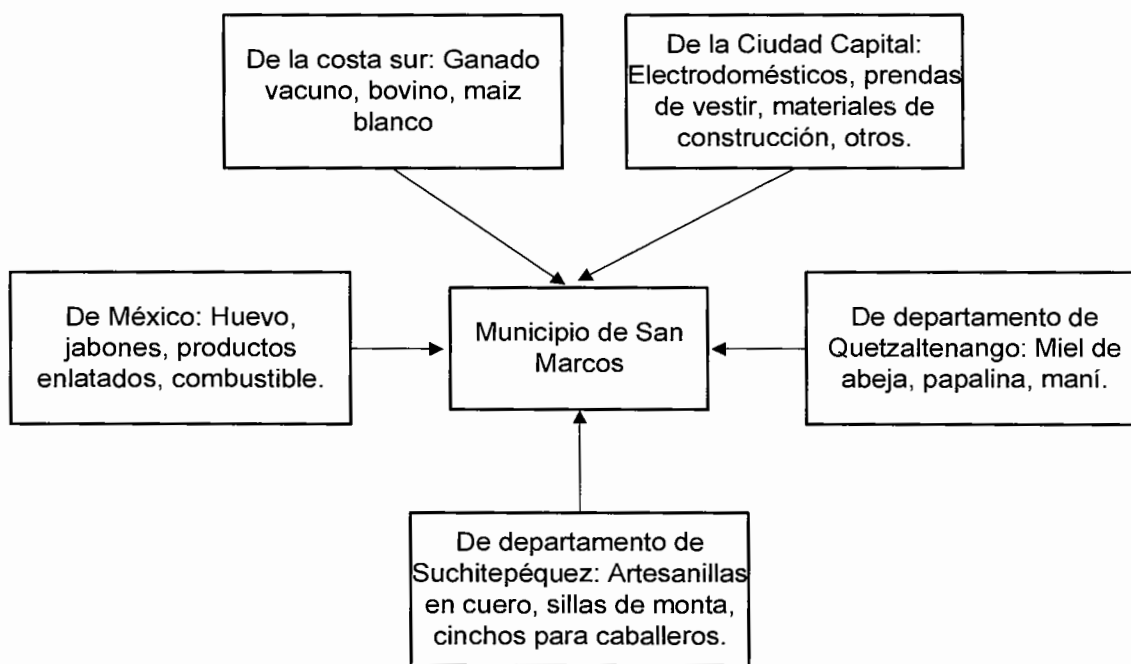 De la costa sur: Ganado
vacuno, bovino, maiz
blanco
De la Ciudad Capital:
Electrodomésticos, prendas
de vestir, materiales de
construcción, otros.
De México: Huevo,
jabones, productos
enlatados, combustible.
Municipio de San
Marcos
De departamento de
Quetzaltenango: Miel de
abeja, papalina, maní.
De departamento de
Suchitepéquez: Artesanillas
en cuero, sillas de monta,
cinchos para caballeros.